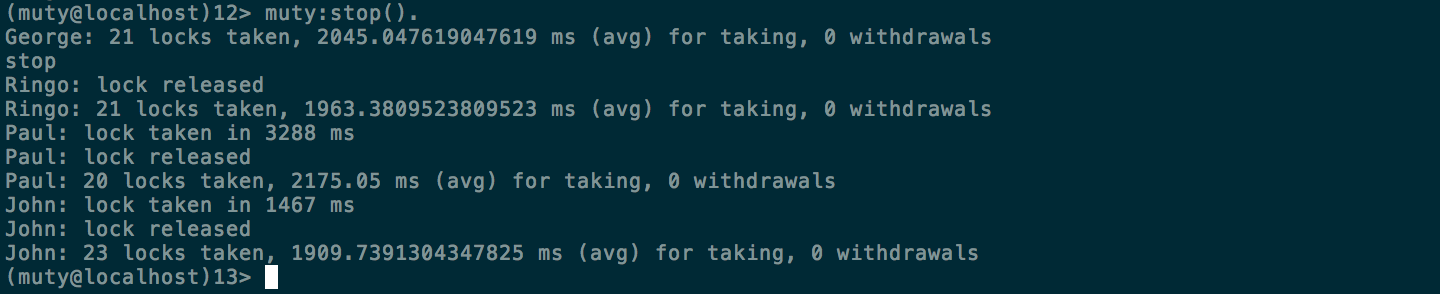 (muty@localhost)12> muty:stop().
George: 21 locks taken, 2045.047619047619 ms (avg) for taking, 0 withdrawals
stop
Ringo: lock released
Ringo: 21 locks taken, 1963.3809523809523 ms (avg) for taking, 0 withdrawals
Paul: lock taken in 3288 ms
Paul: lock released
Paul: 20 locks taken, 2175.05 ms (avg) for taking, 0 withdrawals
John: lock taken in 1467 ms
John: lock released
John: 23 locks taken, 1909.7391304347825 ms (avg) for taking, 0 withdrawals
(muty@localhost)13>